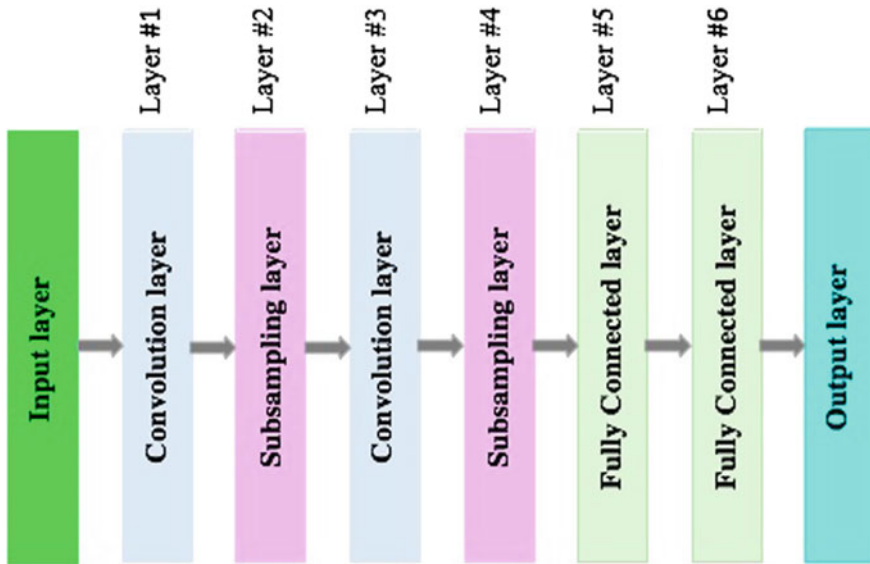 Input layer
Layer #1
Convolution layer
Layer #2
Subsampling layer
Layer #3
Convolution layer
Layer #4
Subsampling layer
Layer #5
Fully Connected layer
Layer #6
Fully Connected layer
Output layer